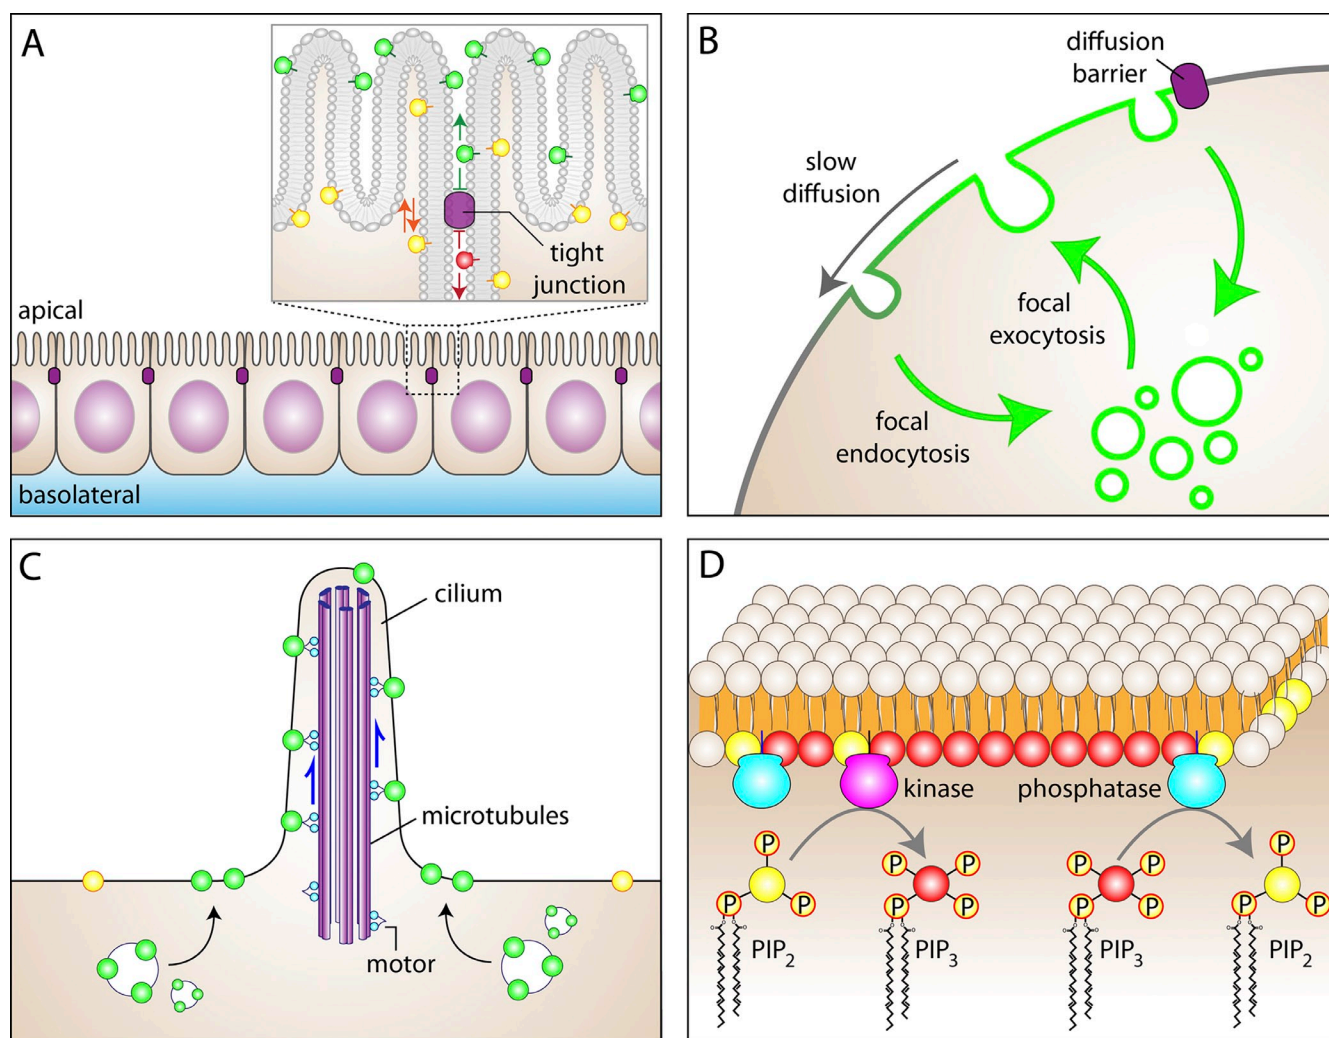 A
tight
junction
apical
basolateral
B
diffusion
barrier
slow
diffusion
focal
exocytosis
focal
endocytosis
C
cilium
microtubules
motor
D
kinase
phosphatase
P
P P
PIP2
P P
P P
PIP3
P P
P P
PIP3
P
P P
PIP2